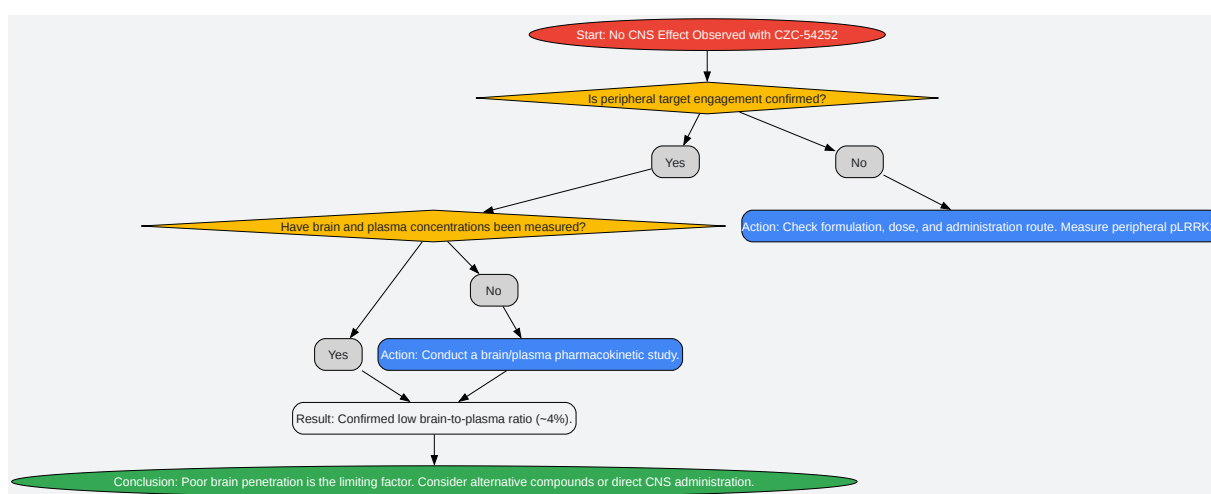 Start: No CNS Effect Observed with CZC-54252
Is peripheral target engagement confirmed?
Yes
No
Have brain and plasma concentrations been measured?
Action: Check formulation, dose, and administration route. Measure peripheral pLRRK
No
Yes
Action: Conduct a brain/plasma pharmacokinetic study.
Result: Confirmed low brain-to-plasma ratio (~4%).
Conclusion: Poor brain penetration is the limiting factor. Consider alternative compounds or direct CNS administration.